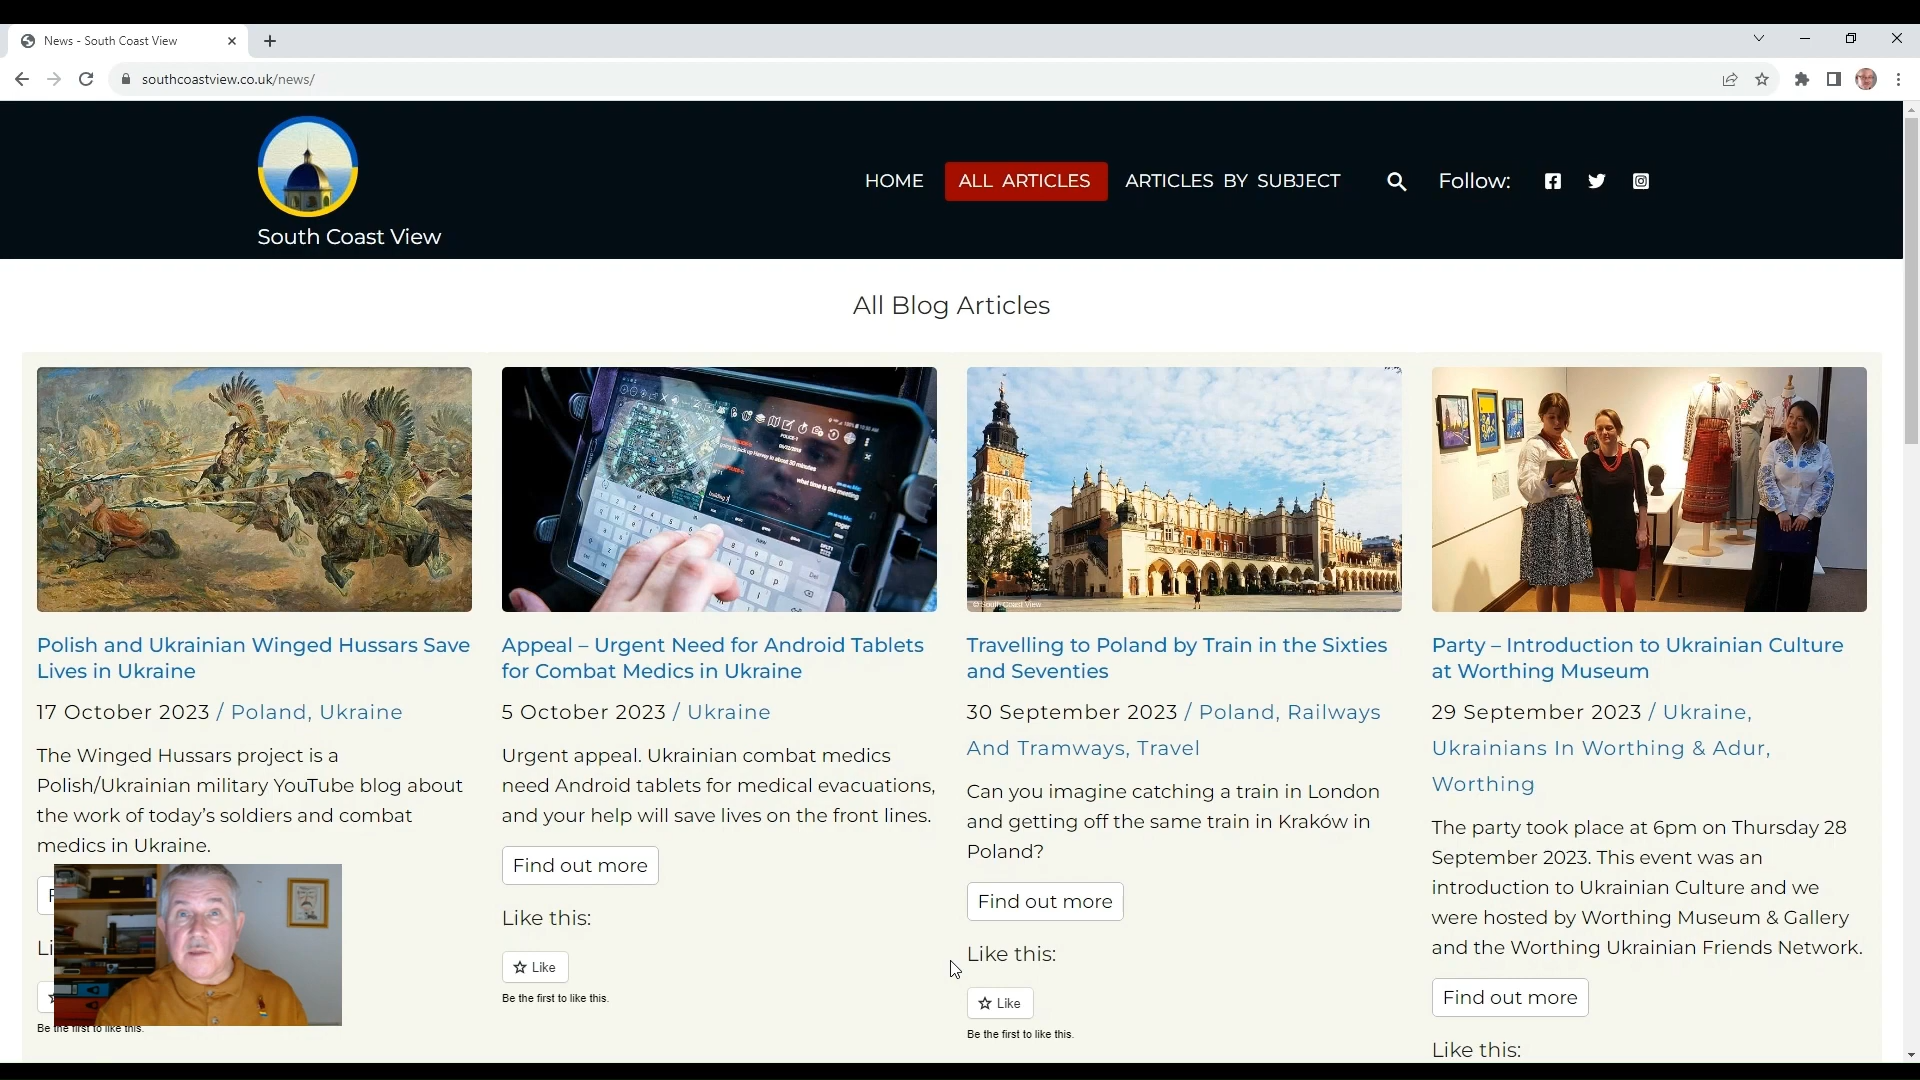 News - South Coast View
southcoastview.co.uk/news/
HOME
ALL ARTICLES
ARTICLES BY SUBJECT
Follow:
South Coast View
All Blog Articles
Polish and Ukrainian Winged Hussars Save
Lives in Ukraine
17 October 2023 / Poland, Ukraine
The Winged Hussars project is a
Polish/Ukrainian military YouTube blog about
the work of today’s soldiers and combat
medics in Ukraine.
Be the first to like this.
what time is the meeting
Appeal – Urgent Need for Android Tablets
for Combat Medics in Ukraine
5 October 2023 / Ukraine
Urgent appeal. Ukrainian combat medics
need Android tablets for medical evacuations,
and your help will save lives on the front lines.
Find out more
Like this:
Like
Be the first to like this.
© South Coast View
Travelling to Poland by Train in the Sixties
and Seventies
30 September 2023 / Poland, Railways
And Tramways, Travel
Can you imagine catching a train in London
and getting off the same train in Kraków in
Poland?
Find out more
Like this:
Like
Be the first to like this.
Party – Introduction to Ukrainian Culture
at Worthing Museum
29 September 2023 / Ukraine,
Ukrainians In Worthing & Adur,
Worthing
The party took place at 6pm on Thursday 28
September 2023. This event was an
introduction to Ukrainian Culture and we
were hosted by Worthing Museum & Gallery
and the Worthing Ukrainian Friends Network.
Find out more
Like this: